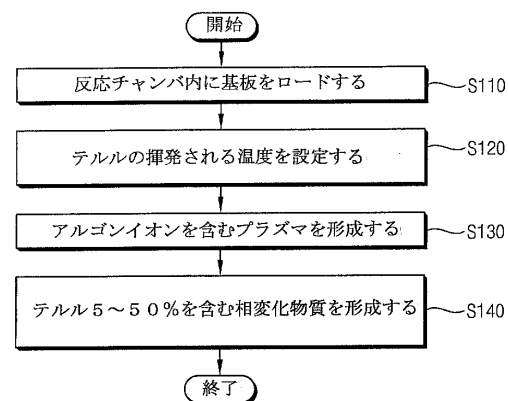 開始
反応チャンバ内に基板をロードする
S110
テルルの揮発される温度を設定する
S120
アルゴンイオンを含むプラズマを形成する
S130
テルル５～５０％を含む相変化物質を形成する
S140
終了